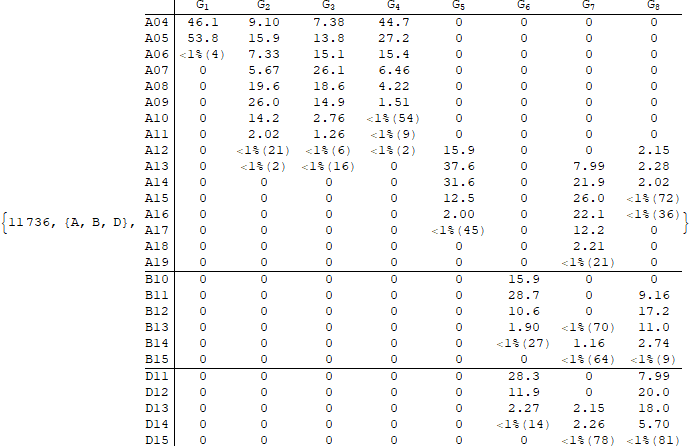 G₁ G₂ G₃ G₄ G₅ G₆ G₇ G₈
A04 46.1 9.10 7.38 44.7 0 0 0 0
A05 53.8 15.9 13.8 27.2 0 0 0 0
A06 <1%(4) 7.33 15.1 15.4 0 0 0 0
A07 0 5.67 26.1 6.46 0 0 0 0
A08 0 19.6 18.6 4.22 0 0 0 0
A09 0 26.0 14.9 1.51 0 0 0 0
A10 0 14.2 2.76 <1%(54) 0 0 0 0
A11 0 2.02 1.26 <1%(9) 0 0 0 0
A12 0 <1%(21) <1%(6) <1%(2) 15.9 0 0 2.15
A13 0 <1%(2) <1%(16) 0 37.6 0 7.99 2.28
A14 0 0 0 0 31.6 0 21.9 2.02
A15 0 0 0 0 12.5 0 26.0 <1%(72)
{11736, {A, B, D}, A16 0 0 0 0 2.00 0 22.1 <1%(36)}
A17 0 0 0 0 <1%(45) 0 12.2 0
A18 0 0 0 0 0 0 2.21 0
A19 0 0 0 0 0 0 <1%(21) 0
B10 0 0 0 0 0 15.9 0 0
B11 0 0 0 0 0 28.7 0 9.16
B12 0 0 0 0 0 10.6 0 17.2
B13 0 0 0 0 0 1.90 <1%(70) 11.0
B14 0 0 0 0 0 <1%(27) 1.16 2.74
B15 0 0 0 0 0 0 <1%(64) <1%(9)
D11 0 0 0 0 0 28.3 0 7.99
D12 0 0 0 0 0 11.9 0 20.0
D13 0 0 0 0 0 2.27 2.15 18.0
D14 0 0 0 0 0 <1%(14) 2.26 5.70
D15 0 0 0 0 0 0 <1%(78) <1%(81)